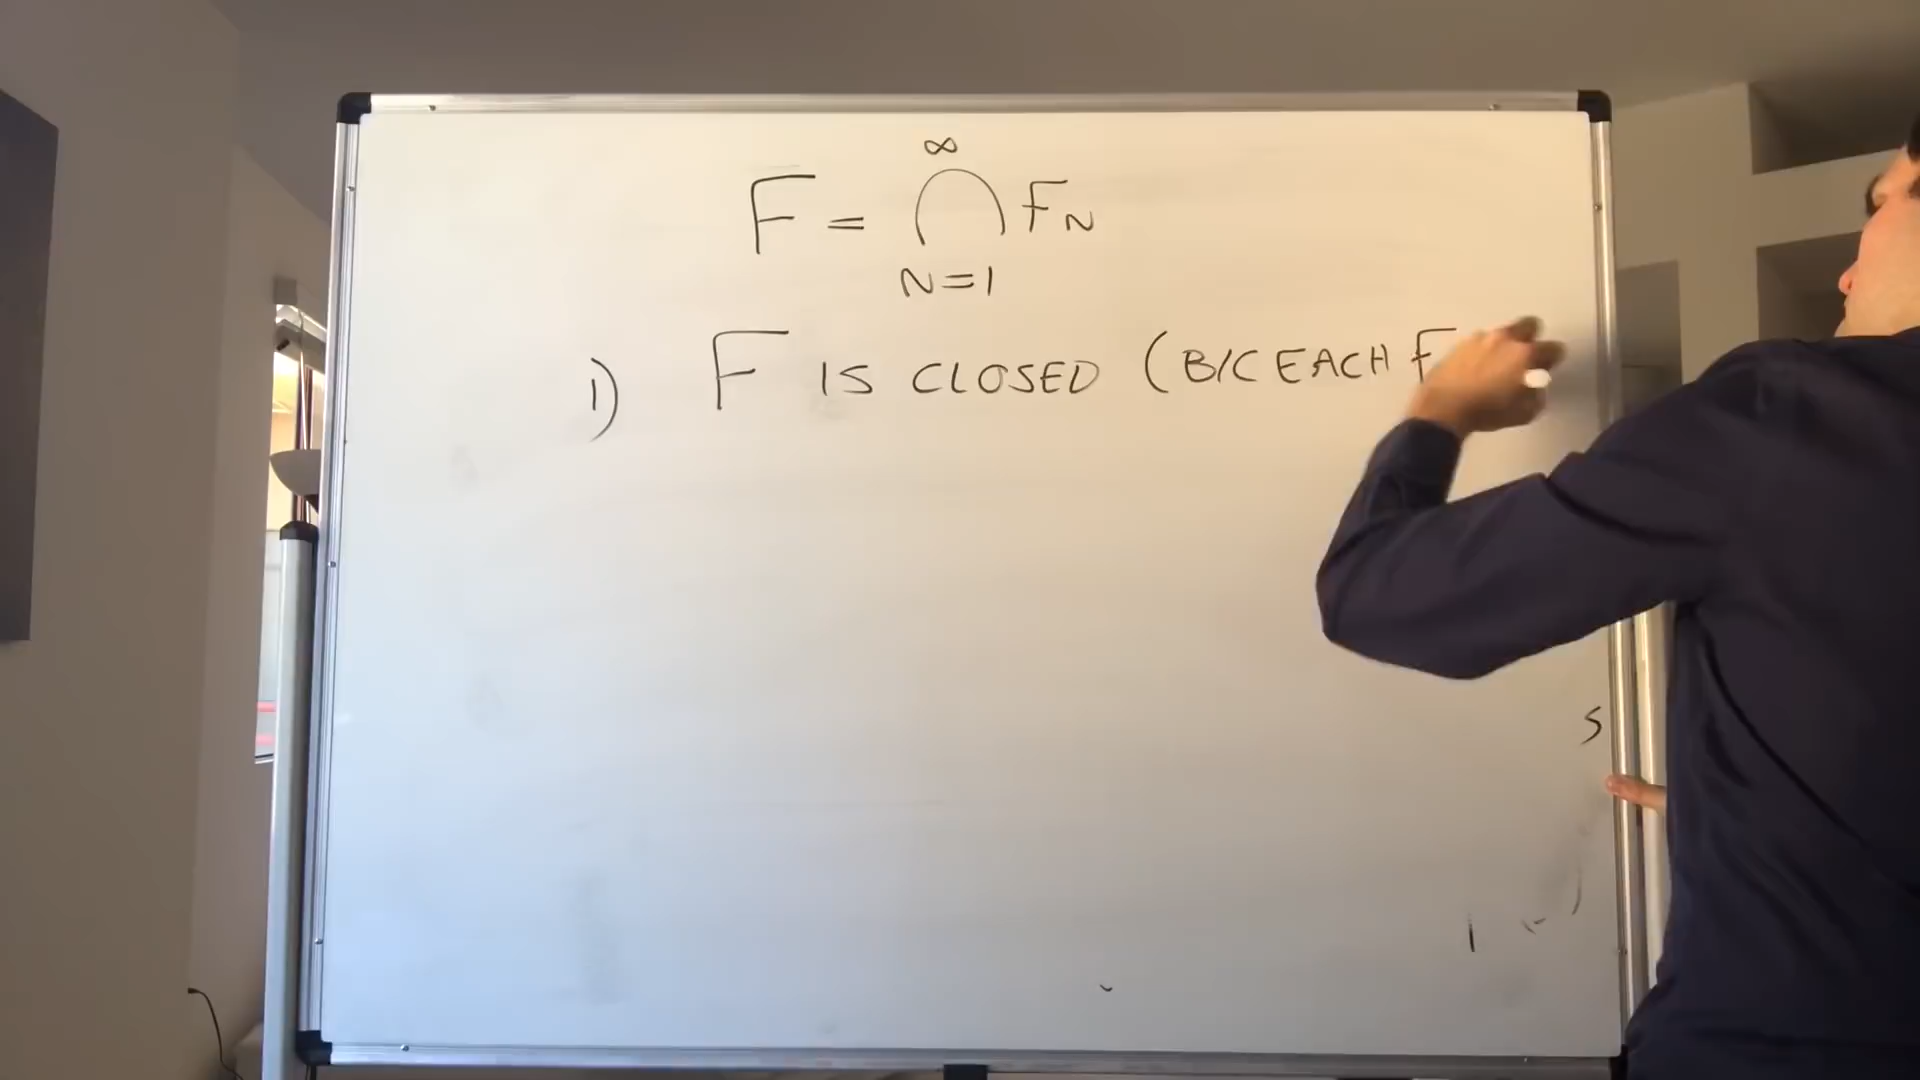 ∞
F = ∩ F_N
N=1
1) F IS CLOSED (B/C EACH F
S